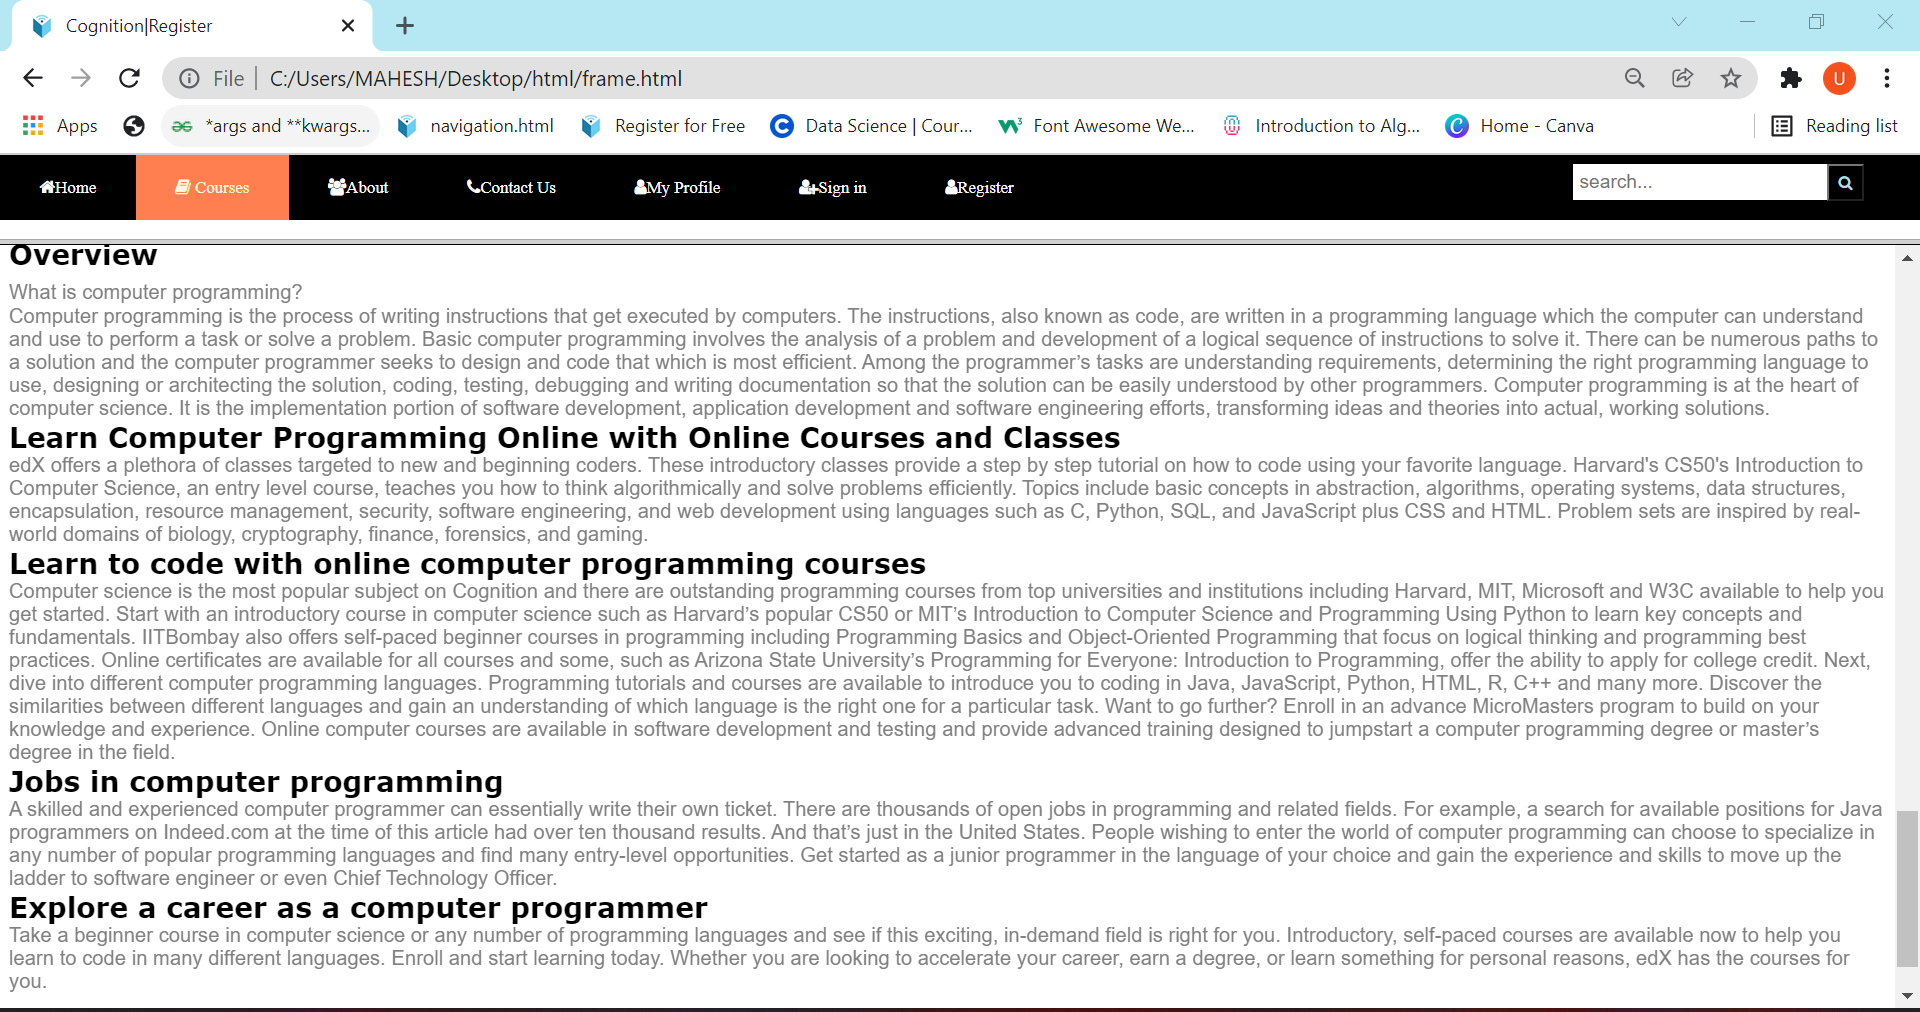 Cognition|Register
File
C:/Users/MAHESH/Desktop/html/frame.html
U
Apps
*args and **kwargs...
navigation.html
Register for Free
Data Science | Cour...
Font Awesome We...
Introduction to Alg...
Home - Canva
Reading list
Home
Courses
About
Contact Us
My Profile
Sign in
Register
search...
Overview
What is computer programming?
Computer programming is the process of writing instructions that get executed by computers. The instructions, also known as code, are written in a programming language which the computer can understand
and use to perform a task or solve a problem. Basic computer programming involves the analysis of a problem and development of a logical sequence of instructions to solve it. There can be numerous paths to
a solution and the computer programmer seeks to design and code that which is most efficient. Among the programmer’s tasks are understanding requirements, determining the right programming language to
use, designing or architecting the solution, coding, testing, debugging and writing documentation so that the solution can be easily understood by other programmers. Computer programming is at the heart of
computer science. It is the implementation portion of software development, application development and software engineering efforts, transforming ideas and theories into actual, working solutions.
Learn Computer Programming Online with Online Courses and Classes
edX offers a plethora of classes targeted to new and beginning coders. These introductory classes provide a step by step tutorial on how to code using your favorite language. Harvard's CS50's Introduction to
Computer Science, an entry level course, teaches you how to think algorithmically and solve problems efficiently. Topics include basic concepts in abstraction, algorithms, operating systems, data structures,
encapsulation, resource management, security, software engineering, and web development using languages such as C, Python, SQL, and JavaScript plus CSS and HTML. Problem sets are inspired by real-
world domains of biology, cryptography, finance, forensics, and gaming.
Learn to code with online computer programming courses
Computer science is the most popular subject on Cognition and there are outstanding programming courses from top universities and institutions including Harvard, MIT, Microsoft and W3C available to help you
get started. Start with an introductory course in computer science such as Harvard’s popular CS50 or MIT’s Introduction to Computer Science and Programming Using Python to learn key concepts and
fundamentals. IITBombay also offers self-paced beginner courses in programming including Programming Basics and Object-Oriented Programming that focus on logical thinking and programming best
practices. Online certificates are available for all courses and some, such as Arizona State University’s Programming for Everyone: Introduction to Programming, offer the ability to apply for college credit. Next,
dive into different computer programming languages. Programming tutorials and courses are available to introduce you to coding in Java, JavaScript, Python, HTML, R, C++ and many more. Discover the
similarities between different languages and gain an understanding of which language is the right one for a particular task. Want to go further? Enroll in an advance MicroMasters program to build on your
knowledge and experience. Online computer courses are available in software development and testing and provide advanced training designed to jumpstart a computer programming degree or master’s
degree in the field.
Jobs in computer programming
A skilled and experienced computer programmer can essentially write their own ticket. There are thousands of open jobs in programming and related fields. For example, a search for available positions for Java
programmers on Indeed.com at the time of this article had over ten thousand results. And that’s just in the United States. People wishing to enter the world of computer programming can choose to specialize in
any number of popular programming languages and find many entry-level opportunities. Get started as a junior programmer in the language of your choice and gain the experience and skills to move up the
ladder to software engineer or even Chief Technology Officer.
Explore a career as a computer programmer
Take a beginner course in computer science or any number of programming languages and see if this exciting, in-demand field is right for you. Introductory, self-paced courses are available now to help you
learn to code in many different languages. Enroll and start learning today. Whether you are looking to accelerate your career, earn a degree, or learn something for personal reasons, edX has the courses for
you.